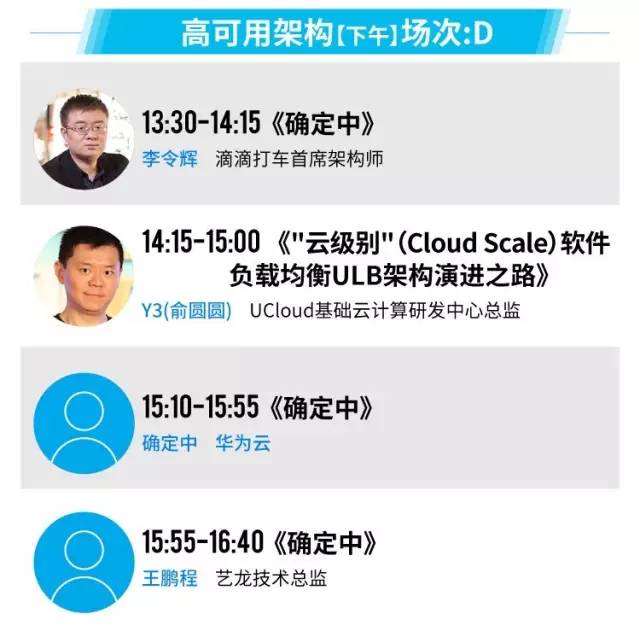 高可用架构【下午】场次:D
13:30-14:15《确定中》
李令辉 滴滴打车首席架构师
14:15-15:00 《"云级别"（Cloud Scale）软件
负载均衡ULB架构演进之路》
Y3(俞圆圆) UCloud基础云计算研发中心总监
15:10-15:55《确定中》
确定中 华为云
15:55-16:40《确定中》
王鹏程 艺龙技术总监